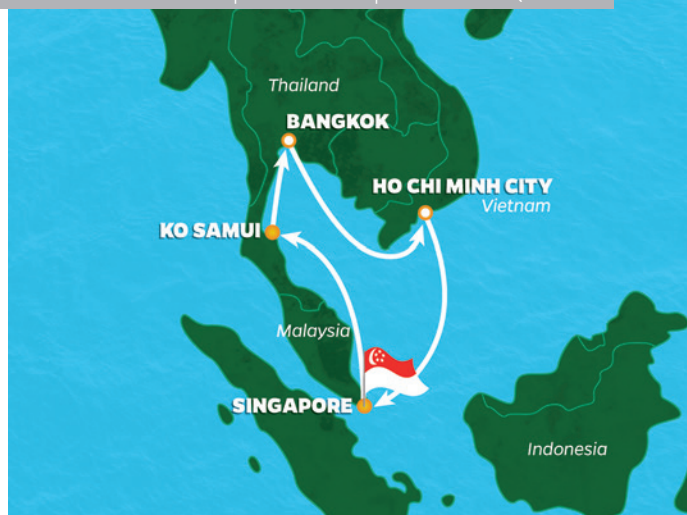 Thailand
BANGKOK
HO CHI MINH CITY
Vietnam
KO SAMUI
Malaysia
SINGAPORE
Indonesia